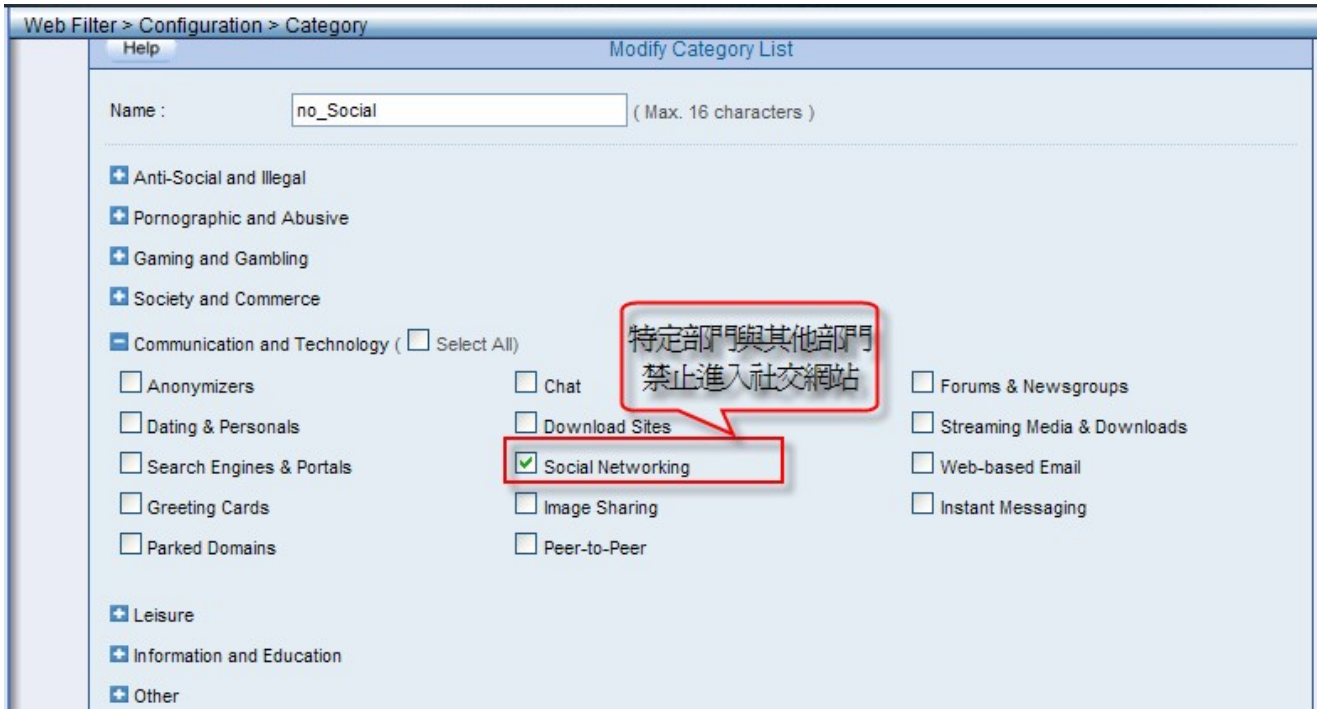 Web Filter > Configuration > Category
Help
Modify Category List
Name :
no_Social
( Max. 16 characters )
Anti-Social and Illegal
Pornographic and Abusive
Gaming and Gambling
Society and Commerce
Communication and Technology ( Select All)
特定部門與其他部門
禁止進入社交網站
Anonymizers
Chat
Forums & Newsgroups
Dating & Personals
Download Sites
Streaming Media & Downloads
Search Engines & Portals
Social Networking
Web-based Email
Greeting Cards
Image Sharing
Instant Messaging
Parked Domains
Peer-to-Peer
Leisure
Information and Education
Other